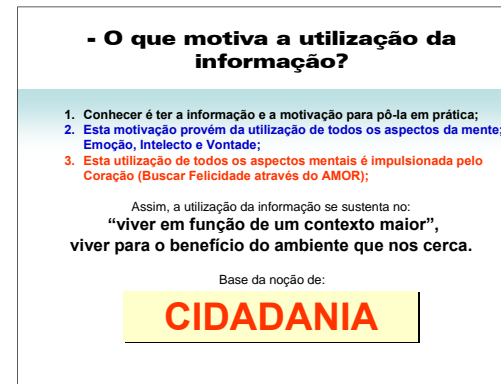 - O que motiva a utilização da
informação?
1. Conhecer é ter a informação e a motivação para pô-la em prática;
2. Esta motivação provém da utilização de todos os aspectos da mente;
Emoção, Intelecto e Vontade;
3. Esta utilização de todos os aspectos mentais é impulsionada pelo
Coração (Buscar Felicidade através do AMOR);
Assim, a utilização da informação se sustenta no:
“viver em função de um contexto maior”,
viver para o benefício do ambiente que nos cerca.
Base da noção de:
CIDADANIA